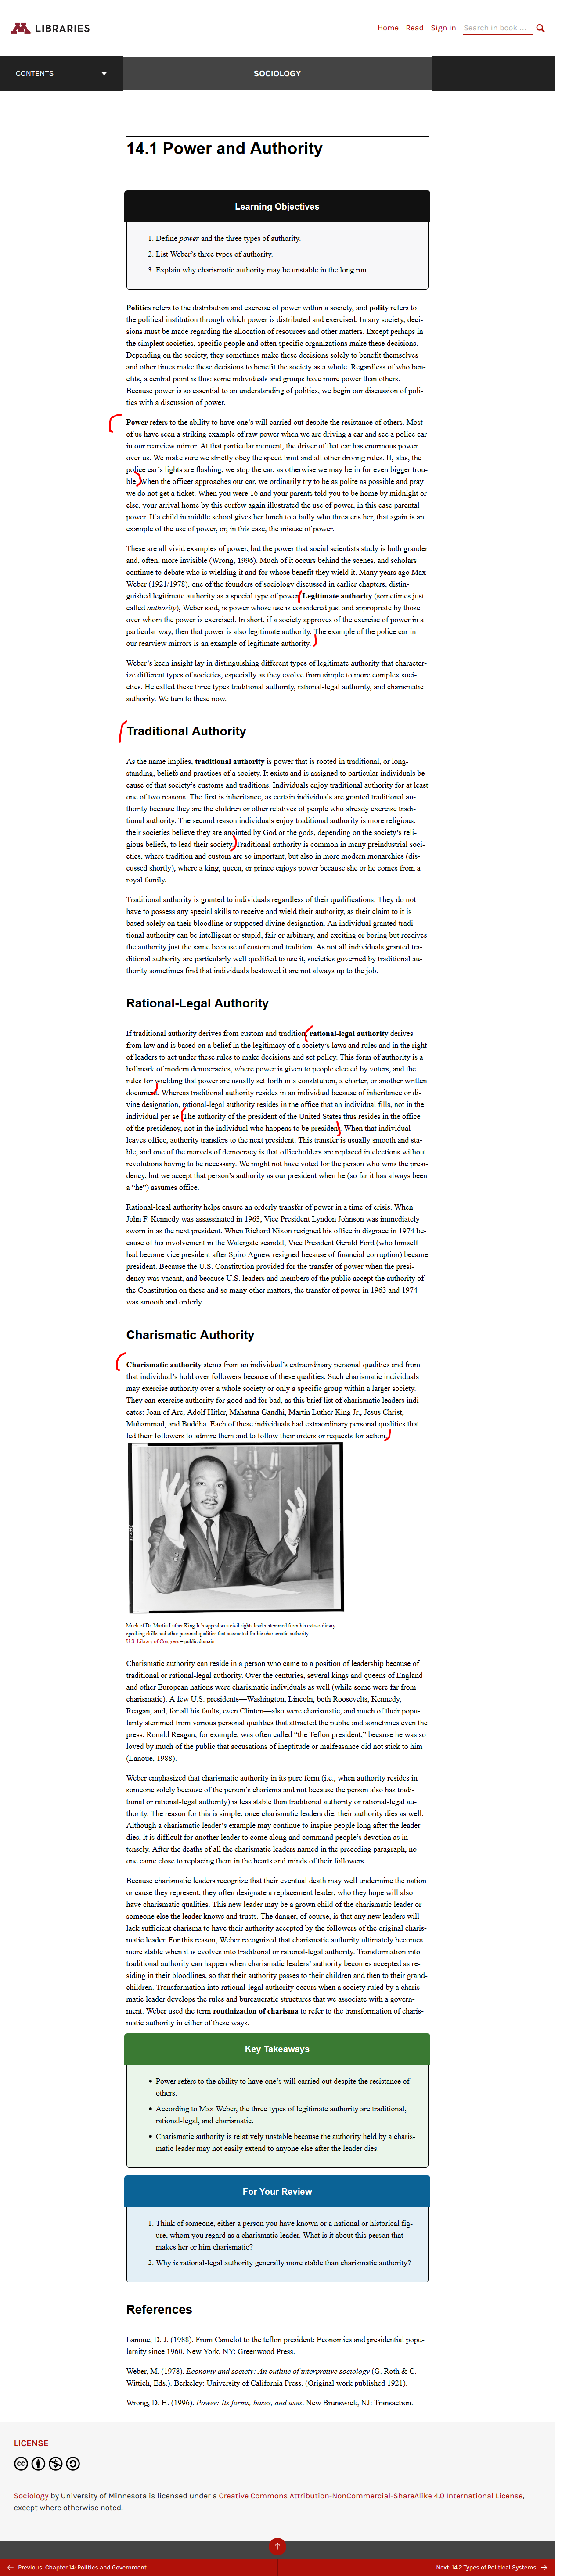 LIBRARIES
Home Read Sign in Search in book …
CONTENTS
SOCIOLOGY
14.1 Power and Authority
Learning Objectives
1. Define power and the three types of authority.
2. List Weber’s three types of authority.
3. Explain why charismatic authority may be unstable in the long run.
Politics refers to the distribution and exercise of power within a society, and polity refers to
the political institution through which power is distributed and exercised. In any society, deci-
sions must be made regarding the allocation of resources and other matters. Except perhaps in
the simplest societies, specific people and often specific organizations make these decisions.
Depending on the society, they sometimes make these decisions solely to benefit themselves
and other times make these decisions to benefit the society as a whole. Regardless of who ben-
efits, a central point is this: some individuals and groups have more power than others.
Because power is so essential to an understanding of politics, we begin our discussion of poli-
tics with a discussion of power.
Power refers to the ability to have one’s will carried out despite the resistance of others. Most
of us have seen a striking example of raw power when we are driving a car and see a police car
in our rearview mirror. At that particular moment, the driver of that car has enormous power
over us. We make sure we strictly obey the speed limit and all other driving rules. If, alas, the
police car’s lights are flashing, we stop the car, as otherwise we may be in for even bigger trou-
ble. When the officer approaches our car, we ordinarily try to be as polite as possible and pray
we do not get a ticket. When you were 16 and your parents told you to be home by midnight or
else, your arrival home by this curfew again illustrated the use of power, in this case parental
power. If a child in middle school gives her lunch to a bully who threatens her, that again is an
example of the use of power, or, in this case, the misuse of power.
These are all vivid examples of power, but the power that social scientists study is both grander
and, often, more invisible (Wrong, 1996). Much of it occurs behind the scenes, and scholars
continue to debate who is wielding it and for whose benefit they wield it. Many years ago Max
Weber (1921/1978), one of the founders of sociology discussed in earlier chapters, distin-
guished legitimate authority as a special type of power. Legitimate authority (sometimes just
called authority), Weber said, is power whose use is considered just and appropriate by those
over whom the power is exercised. In short, if a society approves of the exercise of power in a
particular way, then that power is also legitimate authority. The example of the police car in
our rearview mirrors is an example of legitimate authority.
Weber’s keen insight lay in distinguishing different types of legitimate authority that character-
ize different types of societies, especially as they evolve from simple to more complex soci-
eties. He called these three types traditional authority, rational-legal authority, and charismatic
authority. We turn to these now.
Traditional Authority
As the name implies, traditional authority is power that is rooted in traditional, or long-
standing, beliefs and practices of a society. It exists and is assigned to particular individuals be-
cause of that society’s customs and traditions. Individuals enjoy traditional authority for at least
one of two reasons. The first is inheritance, as certain individuals are granted traditional au-
thority because they are the children or other relatives of people who already exercise tradi-
tional authority. The second reason individuals enjoy traditional authority is more religious:
their societies believe they are anointed by God or the gods, depending on the society’s reli-
gious beliefs, to lead their society. Traditional authority is common in many preindustrial soci-
eties, where tradition and custom are so important, but also in more modern monarchies (dis-
cussed shortly), where a king, queen, or prince enjoys power because she or he comes from a
royal family.
Traditional authority is granted to individuals regardless of their qualifications. They do not
have to possess any special skills to receive and wield their authority, as their claim to it is
based solely on their bloodline or supposed divine designation. An individual granted tradi-
tional authority can be intelligent or stupid, fair or arbitrary, and exciting or boring but receives
the authority just the same because of custom and tradition. As not all individuals granted tra-
ditional authority are particularly well qualified to use it, societies governed by traditional au-
thority sometimes find that individuals bestowed it are not always up to the job.
Rational-Legal Authority
If traditional authority derives from custom and tradition, rational-legal authority derives
from law and is based on a belief in the legitimacy of a society’s laws and rules and in the right
of leaders to act under these rules to make decisions and set policy. This form of authority is a
hallmark of modern democracies, where power is given to people elected by voters, and the
rules for wielding that power are usually set forth in a constitution, a charter, or another written
document. Whereas traditional authority resides in an individual because of inheritance or di-
vine designation, rational-legal authority resides in the office that an individual fills, not in the
individual per se. The authority of the president of the United States thus resides in the office
of the presidency, not in the individual who happens to be president. When that individual
leaves office, authority transfers to the next president. This transfer is usually smooth and sta-
ble, and one of the marvels of democracy is that officeholders are replaced in elections without
revolutions having to be necessary. We might not have voted for the person who wins the presi-
dency, but we accept that person’s authority as our president when he (so far it has always been
a “he”) assumes office.
Rational-legal authority helps ensure an orderly transfer of power in a time of crisis. When
John F. Kennedy was assassinated in 1963, Vice President Lyndon Johnson was immediately
sworn in as the next president. When Richard Nixon resigned his office in disgrace in 1974 be-
cause of his involvement in the Watergate scandal, Vice President Gerald Ford (who himself
had become vice president after Spiro Agnew resigned because of financial corruption) became
president. Because the U.S. Constitution provided for the transfer of power when the presi-
dency was vacant, and because U.S. leaders and members of the public accept the authority of
the Constitution on these and so many other matters, the transfer of power in 1963 and 1974
was smooth and orderly.
Charismatic Authority
Charismatic authority stems from an individual’s extraordinary personal qualities and from
that individual’s hold over followers because of these qualities. Such charismatic individuals
may exercise authority over a whole society or only a specific group within a larger society.
They can exercise authority for good and for bad, as this brief list of charismatic leaders indi-
cates: Joan of Arc, Adolf Hitler, Mahatma Gandhi, Martin Luther King Jr., Jesus Christ,
Muhammad, and Buddha. Each of these individuals had extraordinary personal qualities that
led their followers to admire them and to follow their orders or requests for action.
Much of Dr. Martin Luther King Jr.’s appeal as a civil rights leader stemmed from his extraordinary
speaking skills and other personal qualities that accounted for his charismatic authority.
U.S. Library of Congress – public domain.
Charismatic authority can reside in a person who came to a position of leadership because of
traditional or rational-legal authority. Over the centuries, several kings and queens of England
and other European nations were charismatic individuals as well (while some were far from
charismatic). A few U.S. presidents—Washington, Lincoln, both Roosevelts, Kennedy,
Reagan, and, for all his faults, even Clinton—also were charismatic, and much of their popu-
larity stemmed from various personal qualities that attracted the public and sometimes even the
press. Ronald Reagan, for example, was often called “the Teflon president,” because he was so
loved by much of the public that accusations of ineptitude or malfeasance did not stick to him
(Lanoue, 1988).
Weber emphasized that charismatic authority in its pure form (i.e., when authority resides in
someone solely because of the person’s charisma and not because the person also has tradi-
tional or rational-legal authority) is less stable than traditional authority or rational-legal au-
thority. The reason for this is simple: once charismatic leaders die, their authority dies as well.
Although a charismatic leader’s example may continue to inspire people long after the leader
dies, it is difficult for another leader to come along and command people’s devotion as in-
tensely. After the deaths of all the charismatic leaders named in the preceding paragraph, no
one came close to replacing them in the hearts and minds of their followers.
Because charismatic leaders recognize that their eventual death may well undermine the nation
or cause they represent, they often designate a replacement leader, who they hope will also
have charismatic qualities. This new leader may be a grown child of the charismatic leader or
someone else the leader knows and trusts. The danger, of course, is that any new leaders will
lack sufficient charisma to have their authority accepted by the followers of the original charis-
matic leader. For this reason, Weber recognized that charismatic authority ultimately becomes
more stable when it is evolved into traditional or rational-legal authority. Transformation into
traditional authority can happen when charismatic leaders’ authority becomes accepted as re-
siding in their bloodlines, so that their authority passes to their children and then to their grand-
children. Transformation into rational-legal authority occurs when a society ruled by a charis-
matic leader develops the rules and bureaucratic structures that we associate with a govern-
ment. Weber used the term routinization of charisma to refer to the transformation of charis-
matic authority in either of these ways.
Key Takeaways
• Power refers to the ability to have one’s will carried out despite the resistance of
others.
• According to Max Weber, the three types of legitimate authority are traditional,
rational-legal, and charismatic.
• Charismatic authority is relatively unstable because the authority held by a charis-
matic leader may not easily extend to anyone else after the leader dies.
For Your Review
1. Think of someone, either a person you have known or a national or historical fig-
ure, whom you regard as a charismatic leader. What is it about this person that
makes her or him charismatic?
2. Why is rational-legal authority generally more stable than charismatic authority?
References
Lanoue, D. J. (1988). From Camelot to the teflon president: Economics and presidential popu-
laraity since 1960. New York, NY: Greenwood Press.
Weber, M. (1978). Economy and society: An outline of interpretive sociology (G. Roth & C.
Wittich, Eds.). Berkeley: University of California Press. (Original work published 1921).
Wrong, D. H. (1996). Power: Its forms, bases, and uses. New Brunswick, NJ: Transaction.
LICENSE
Sociology by University of Minnesota is licensed under a Creative Commons Attribution-NonCommercial-ShareAlike 4.0 International License,
except where otherwise noted.
Previous: Chapter 14: Politics and Government
Next: 14.2 Types of Political Systems